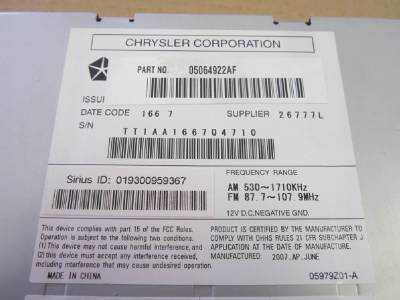 CHRYSLER CORPORATION
PART NO. 05064922AF
ISSUI
DATE CODE 166 7 SUPPLIER 26777L
S/N
TT1AA1667Q4710
Sirius ID: 019300959367
FREQUENCY RANGE
AM 530~1710KHz
FM 87.7~107.9MHz
12V D.C.NEGATIVE GND.
This device complies with part 15 of the FCC Rules.
Operation is subject to the following two conditions.
(1) This device may not cause harmful interference, and
(2) this device must accept any interference received,
including interference that may cause undesired operation.
PRODUCT IS CERTIFIED BY THE MANUFACTURER TO
COMPLY WITH DHHS RULES 21 CFR SUBCHAPTER J
APPLICABLE AT THE DATE OF MANUFACTURE.
MANUFACTURED: 2007.AP.JUNE.
MADE IN CHINA
05979Z01-A